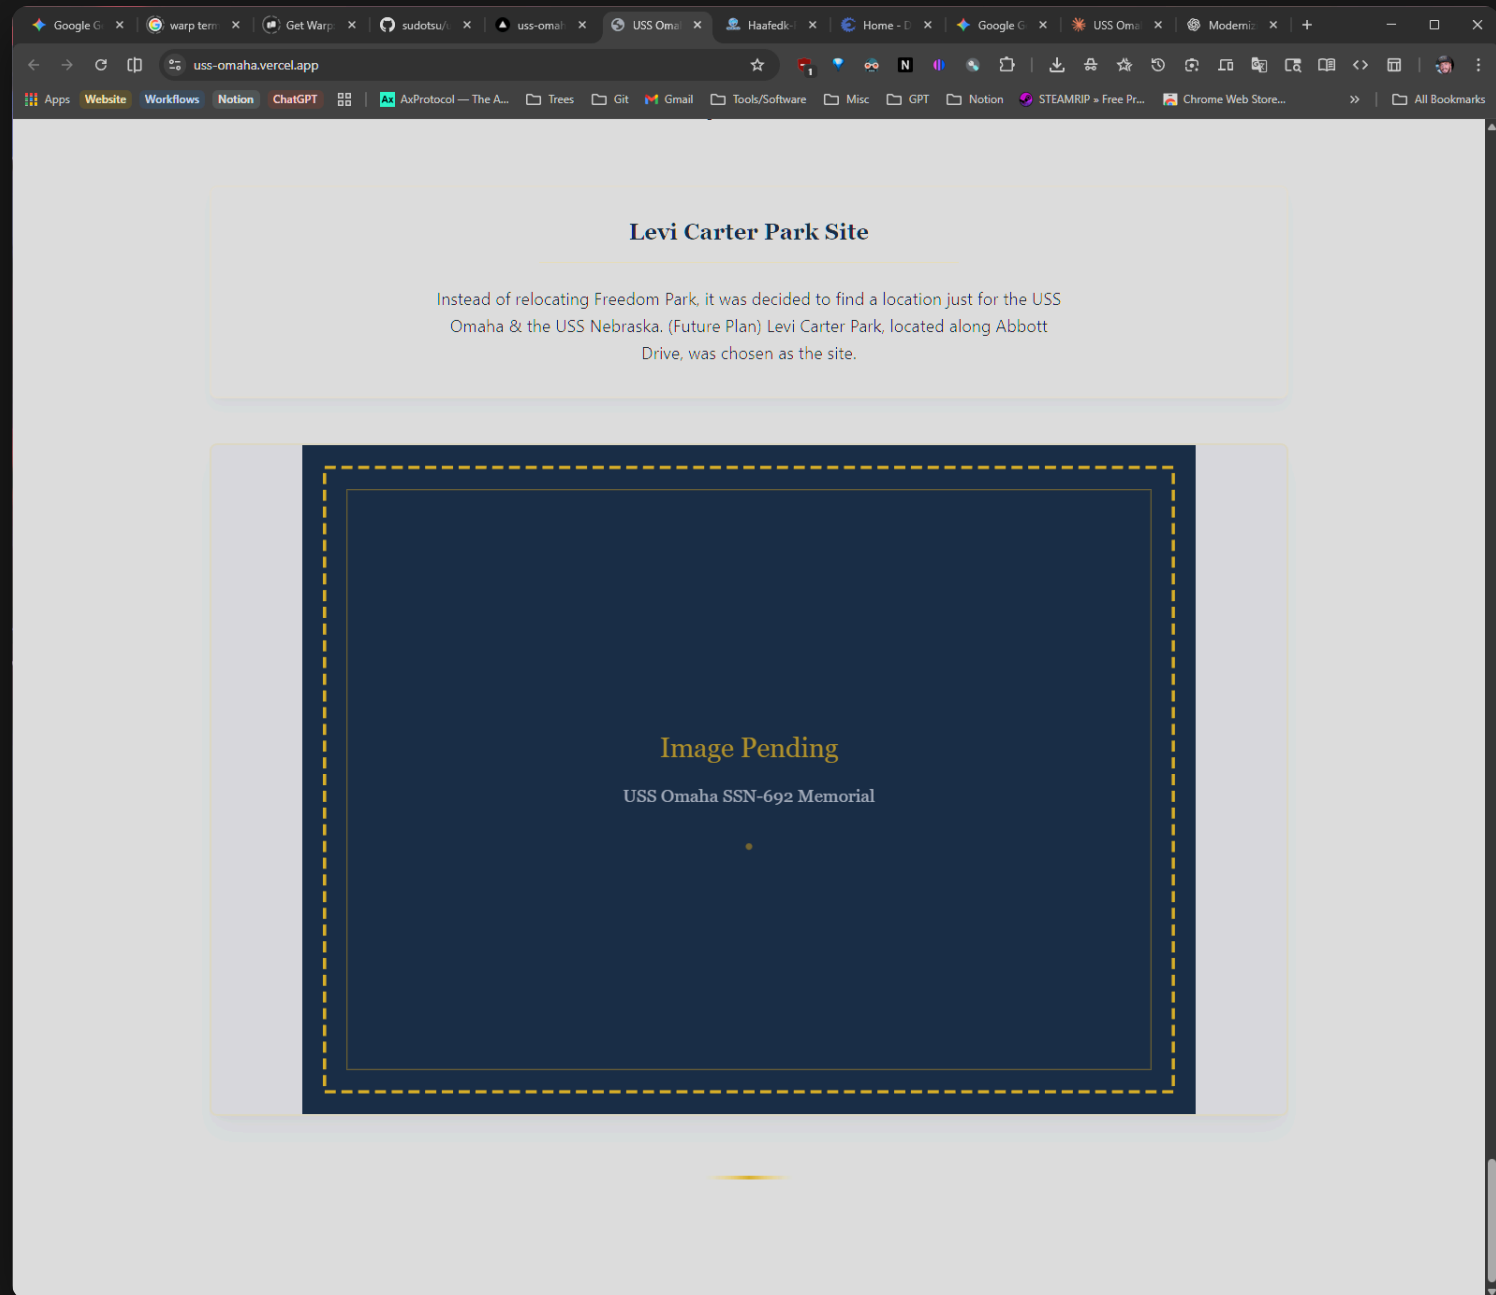 Google G
warp term
Get Warp
sudotsu/
uss-omah
USS Oma
Haafedk-
Home - D
Google G
USS Oma
Moderniz
uss-omaha.vercel.app
1
Apps
Website
Workflows
Notion
ChatGPT
Ax
AxProtocol — The A...
Trees
Git
Gmail
Tools/Software
Misc
GPT
Notion
STEAMRIP » Free Pr...
Chrome Web Store...
»
All Bookmarks
Levi Carter Park Site
Instead of relocating Freedom Park, it was decided to find a location just for the USS
Omaha & the USS Nebraska. (Future Plan) Levi Carter Park, located along Abbott
Drive, was chosen as the site.
Image Pending
USS Omaha SSN-692 Memorial